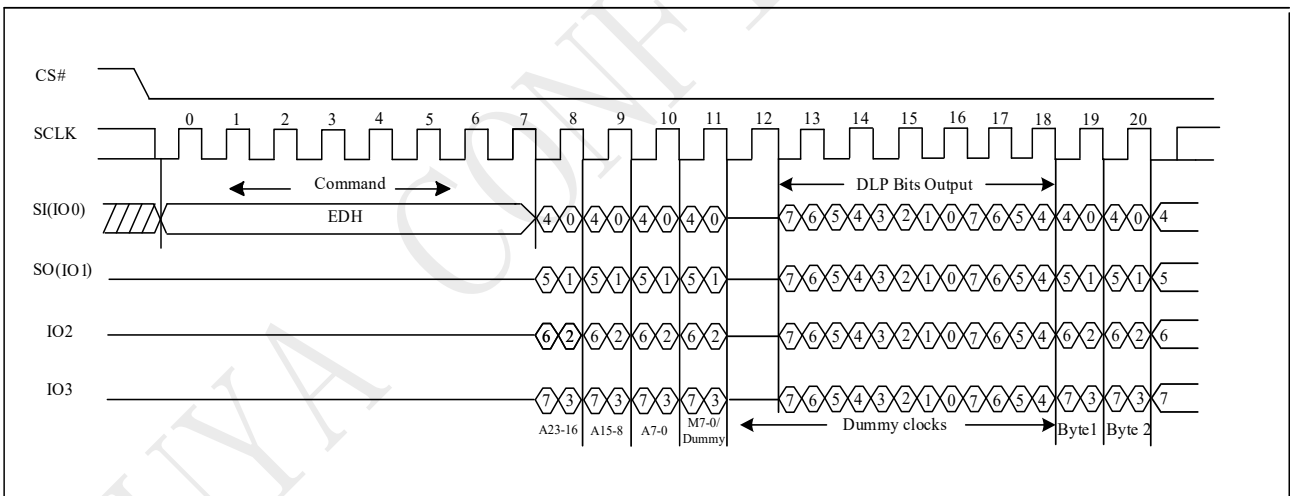 CS#
SCLK
0 1 2 3 4 5 6 7 8 9 10 11 12 13 14 15 16 17 18 19 20
Command
DLP Bits Output
SI(IO0)
EDH
4 0 4 0 4 0 4 0 7 6 5 4 3 2 1 0 7 6 5 4 4 0 4 0 4
SO(IO1)
5 1 5 1 5 1 5 1 7 6 5 4 3 2 1 0 7 6 5 4 5 1 5 1 5
IO2
6 2 6 2 6 2 6 2 7 6 5 4 3 2 1 0 7 6 5 4 6 2 6 2 6
IO3
7 3 7 3 7 3 7 3 7 6 5 4 3 2 1 0 7 6 5 4 7 3 7 3 7
A23-16 A15-8 A7-0 M7-0/
Dummy
Dummy clocks
Byte1 Byte 2
UYA CONF